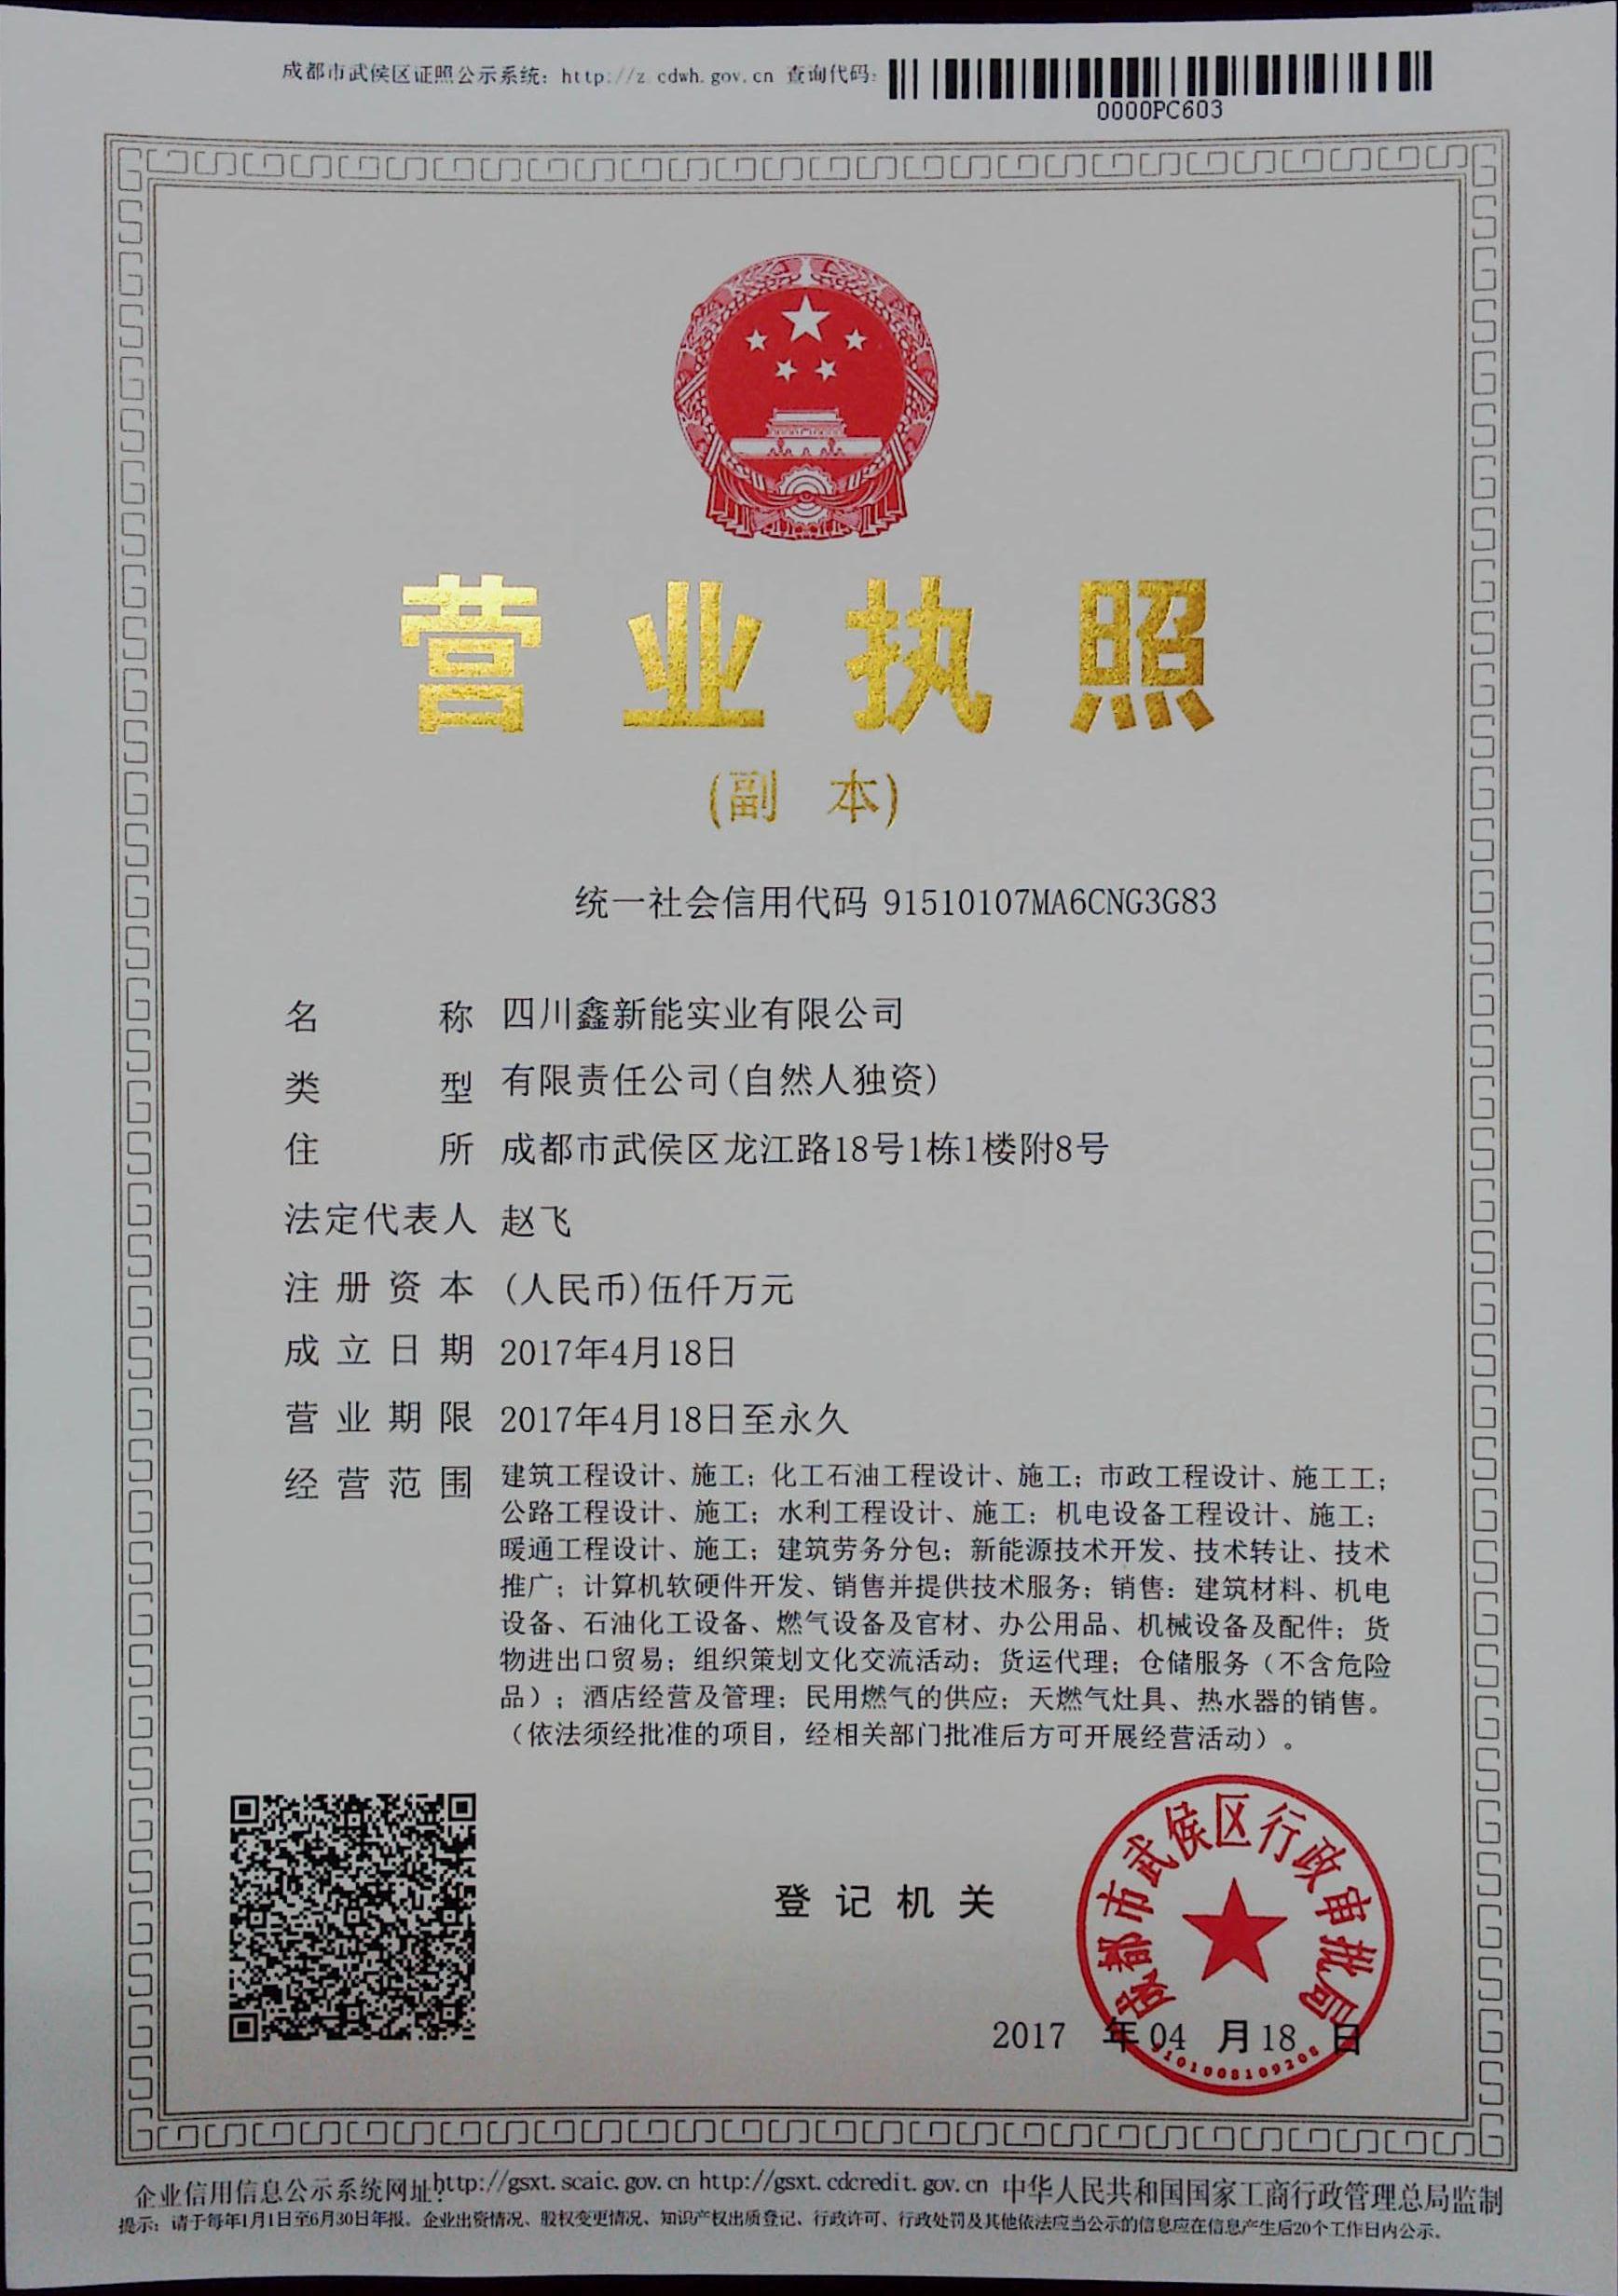 成都市武侯区证照公示系统: http://z.cdwh.gov.cn 查询代码:
0000PC603
营业执照
(副 本)
统一社会信用代码 91510107MA6CNG3G83
名 称 四川鑫新能实业有限公司
类 型 有限责任公司(自然人独资)
住 所 成都市武侯区龙江路18号1栋1楼附8号
法定代表人 赵飞
注册资本 (人民币)伍仟万元
成立日期 2017年4月18日
营业期限 2017年4月18日至永久
经营范围 建筑工程设计、施工;化工石油工程设计、施工;市政工程设计、施工工;
公路工程设计、施工;水利工程设计、施工;机电设备工程设计、施工;
暖通工程设计、施工;建筑劳务分包;新能源技术开发、技术转让、技术
推广;计算机软硬件开发、销售并提供技术服务;销售:建筑材料、机电
设备、石油化工设备、燃气设备及官材、办公用品、机械设备及配件;货
物进出口贸易;组织策划文化交流活动;货运代理;仓储服务(不含危险
品);酒店经营及管理;民用燃气的供应;天燃气灶具、热水器的销售。
(依法须经批准的项目,经相关部门批准后方可开展经营活动)。
登记机关
成都市武侯区行政审批局
2017 年 04 月 18 日
5101008109208
企业信用信息公示系统网址: http://gsxt.scaic.gov.cn http://gsxt.cdcredit.gov.cn 中华人民共和国国家工商行政管理总局监制
提示: 请于每年1月1日至6月30日年报。企业出资情况、股权变更情况、知识产权出质登记、行政许可、行政处罚及其他依法应当公示的信息应在信息产生后20个工作日内公示。